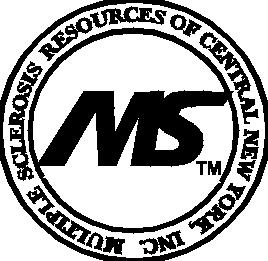 MULTIPLE SCLEROSIS RESOURCES OF CENTRAL NEW YORK, INC.
MS
TM